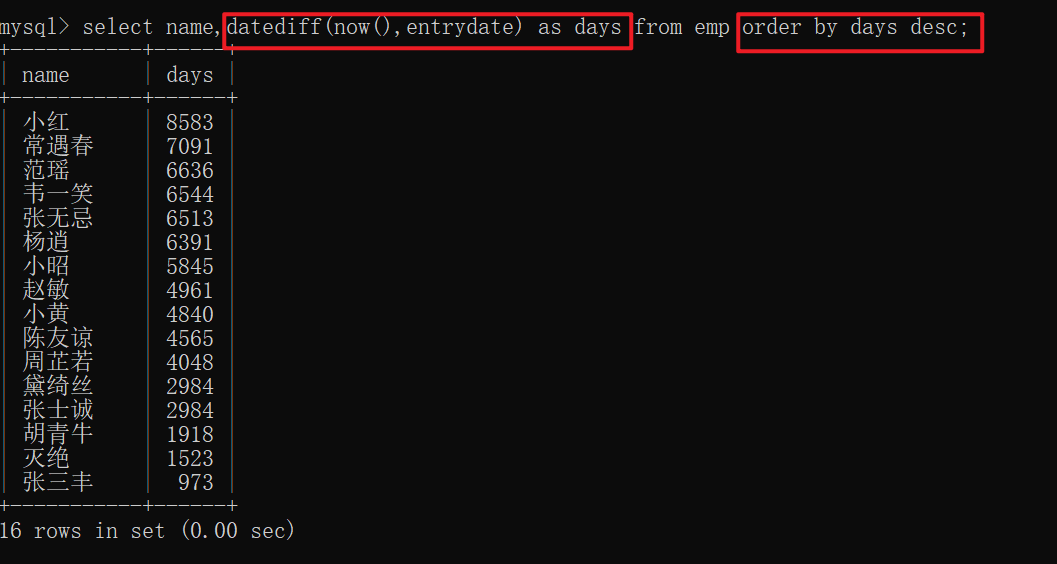 mysql> select name,datediff(now(),entrydate) as days from emp order by days desc;
+-----------+------+
| name      | days |
+-----------+------+
| 小红      | 8583 |
| 常遇春    | 7091 |
| 范瑶      | 6636 |
| 韦一笑    | 6544 |
| 张无忌    | 6513 |
| 杨逍      | 6391 |
| 小昭      | 5845 |
| 赵敏      | 4961 |
| 小黄      | 4840 |
| 陈友谅    | 4565 |
| 周芷若    | 4048 |
| 黛绮丝    | 2984 |
| 张士诚    | 2984 |
| 胡青牛    | 1918 |
| 灭绝      | 1523 |
| 张三丰    |  973 |
+-----------+------+
16 rows in set (0.00 sec)